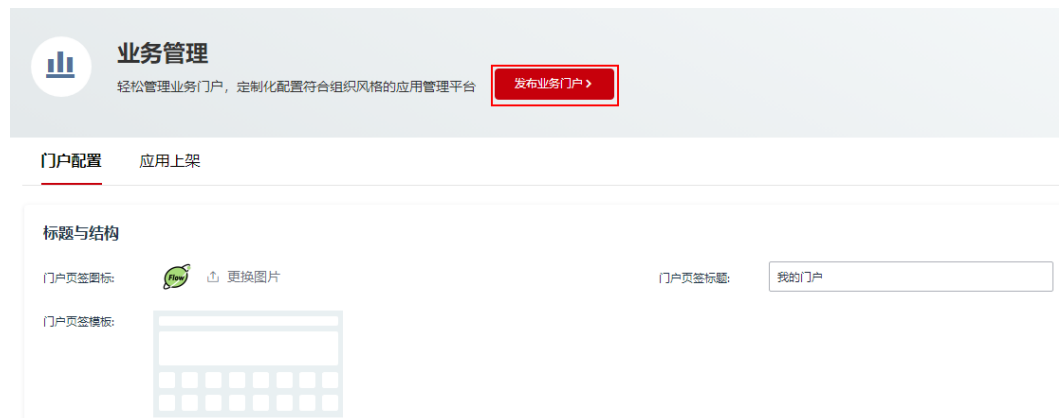 业务管理
轻松管理业务门户，定制化配置符合组织风格的应用管理平台
发布业务门户 >
门户配置
应用上架
标题与结构
门户页签图标:
Flow
更换图片
门户页签标题:
我的门户
门户页签模板: